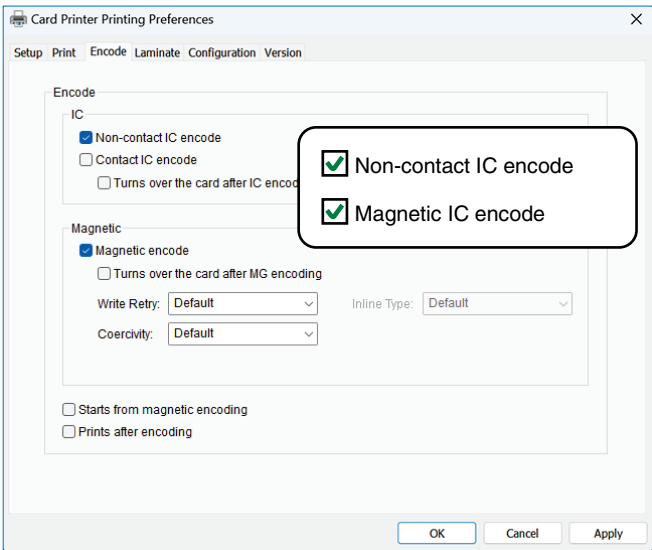 Card Printer Printing Preferences
Setup Print Encode Laminate Configuration Version
Encode
IC
Non-contact IC encode
Contact IC encode
Turns over the card after IC encod
Non-contact IC encode
Magnetic IC encode
Magnetic
Magnetic encode
Turns over the card after MG encoding
Write Retry: Default Inline Type: Default
Coercivity: Default
Starts from magnetic encoding
Prints after encoding
OK Cancel Apply